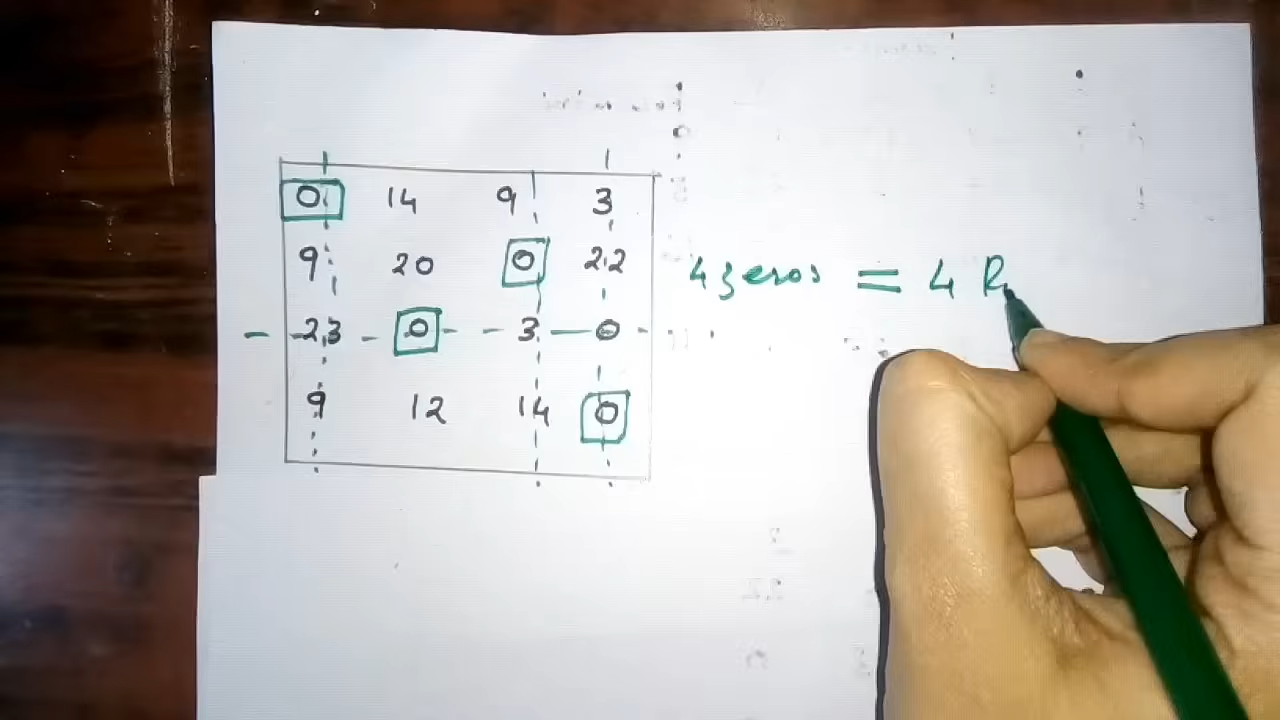 0 14 9 3
9 20 0 22
4 zeros = 4 R
23 0 3 0
9 12 14 0